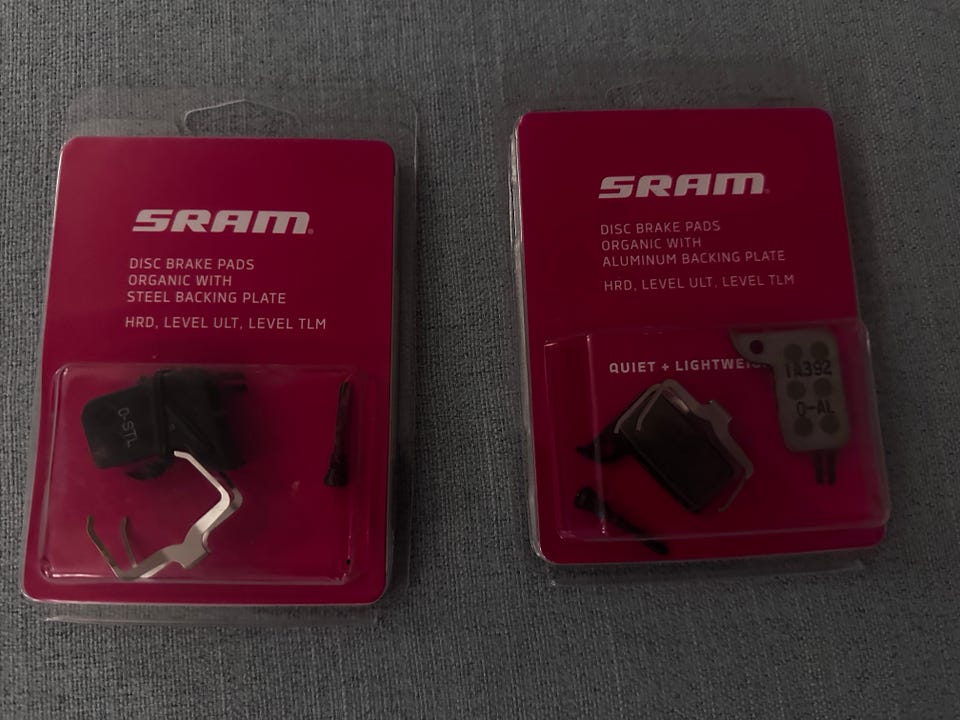 SRAM
DISC BRAKE PADS
ORGANIC WITH
STEEL BACKING PLATE
HRD, LEVEL ULT, LEVEL TLM
O-STL
SRAM
DISC BRAKE PADS
ORGANIC WITH
ALUMINUM BACKING PLATE
HRD, LEVEL ULT, LEVEL TLM
QUIET +
TA392
O-AL